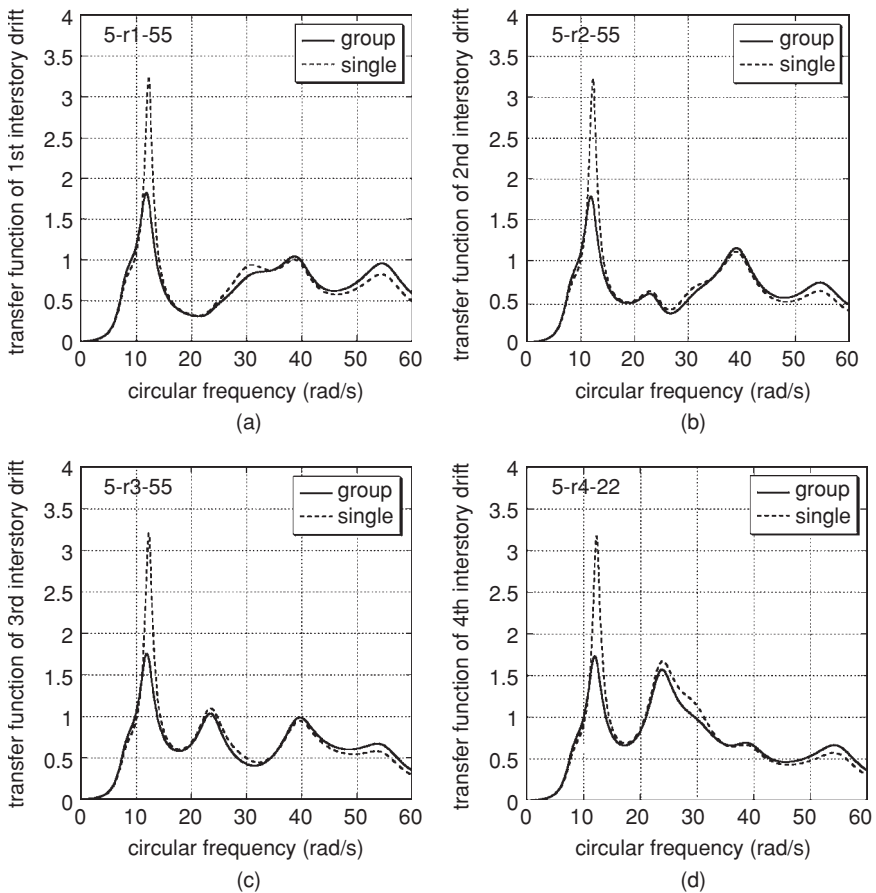 transfer function of 1st interstory drift
4
3.5
3
2.5
2
1.5
1
0.5
0
5-r1-55
group
single
0 10 20 30 40 50 60
circular frequency (rad/s)
(a)
transfer function of 2nd interstory drift
4
3.5
3
2.5
2
1.5
1
0.5
0
5-r2-55
group
single
0 10 20 30 40 50 60
circular frequency (rad/s)
(b)
transfer function of 3rd interstory drift
4
3.5
3
2.5
2
1.5
1
0.5
0
5-r3-55
group
single
0 10 20 30 40 50 60
circular frequency (rad/s)
(c)
transfer function of 4th interstory drift
4
3.5
3
2.5
2
1.5
1
0.5
0
5-r4-22
group
single
0 10 20 30 40 50 60
circular frequency (rad/s)
(d)